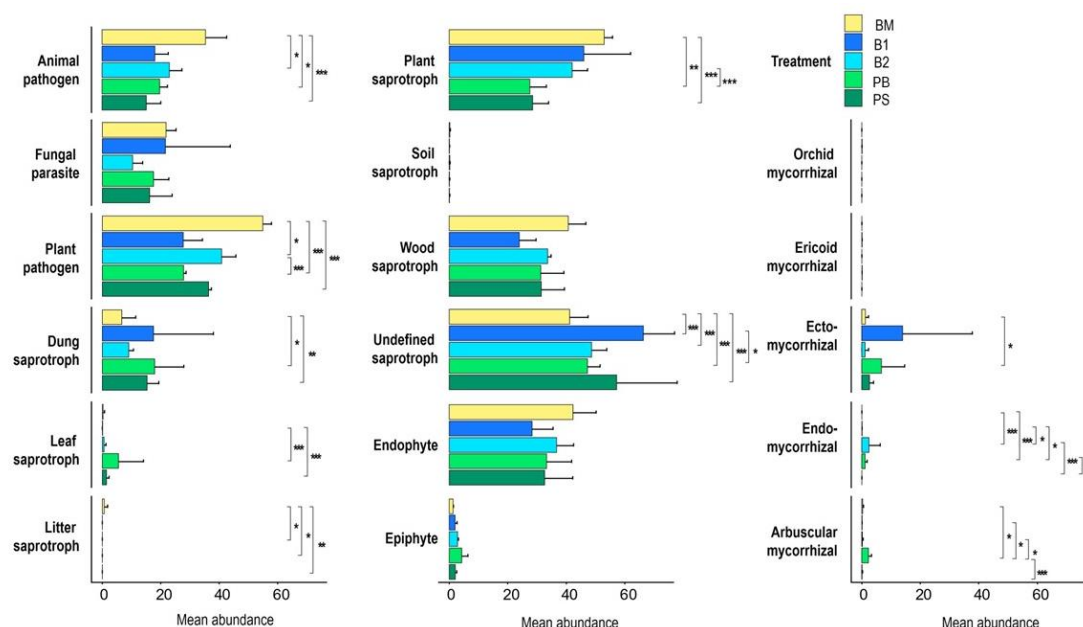 Animal
pathogen
*
*
*
***
Fungal
parasite
Plant
pathogen
*
***
***
***
Dung
saprotroph
*
**
Leaf
saprotroph
***
***
Litter
saprotroph
*
*
**
0 20 40 60
Mean abundance
Plant
saprotroph
**
***
***
Soil
saprotroph
Wood
saprotroph
Undefined
saprotroph
***
***
***
***
*
Endophyte
Epiphyte
0 20 40 60
Mean abundance
Treatment
BM
B1
B2
PB
PS
Orchid
mycorrhizal
Ericoid
mycorrhizal
Ecto-
mycorrhizal
*
Endo-
mycorrhizal
***
***
*
*
***
*
Arbuscular
mycorrhizal
*
*
*
***
0 20 40 60
Mean abundance